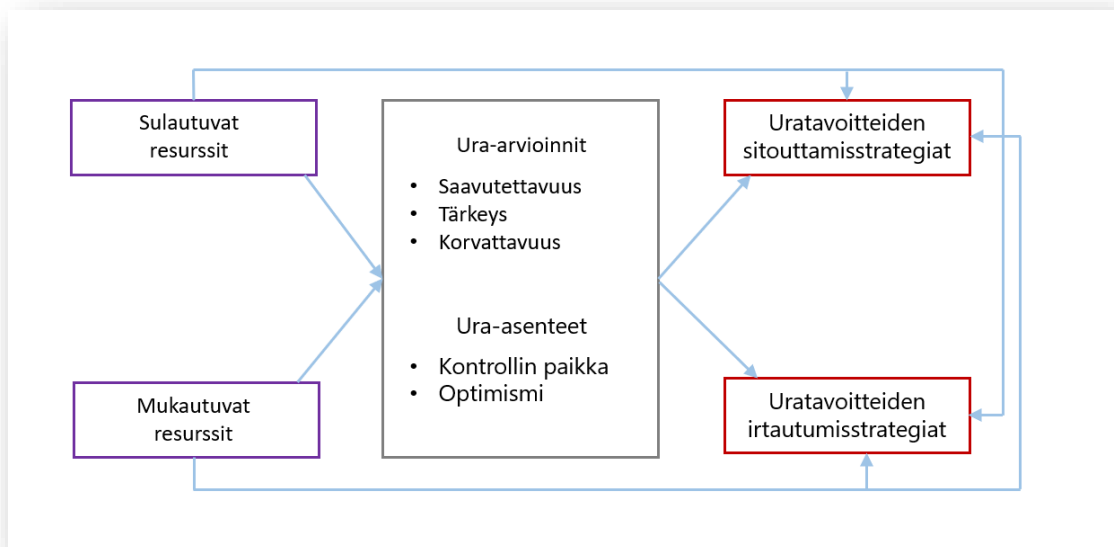 Sulautuvat
resurssit
Mukautuvat
resurssit
Ura-arvioinnit
• Saavutettavuus
• Tärkeys
• Korvattavuus
Ura-asenteet
• Kontrollin paikka
• Optimismi
Uratavoitteiden
sitouttamisstrategiat
Uratavoitteiden
irtautumisstrategiat